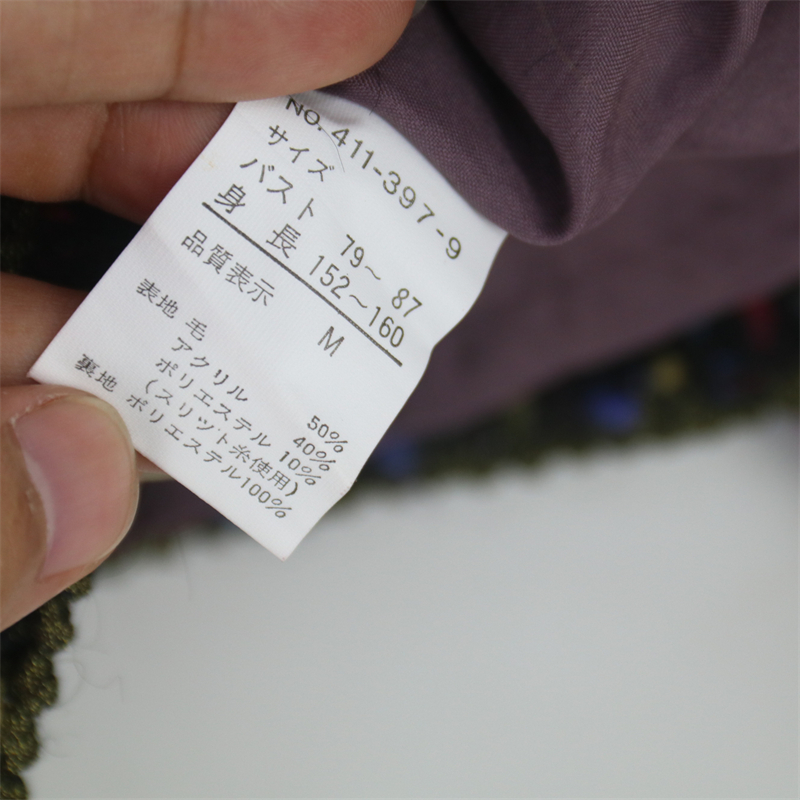 No. 411-397-9
サイズ
バスト 79~ 87
身長 152~160
品質表示 M
表地 毛 50%
アクリル 40%
ポリエステル 10%
(スリット糸使用)
裏地 ポリエステル100%